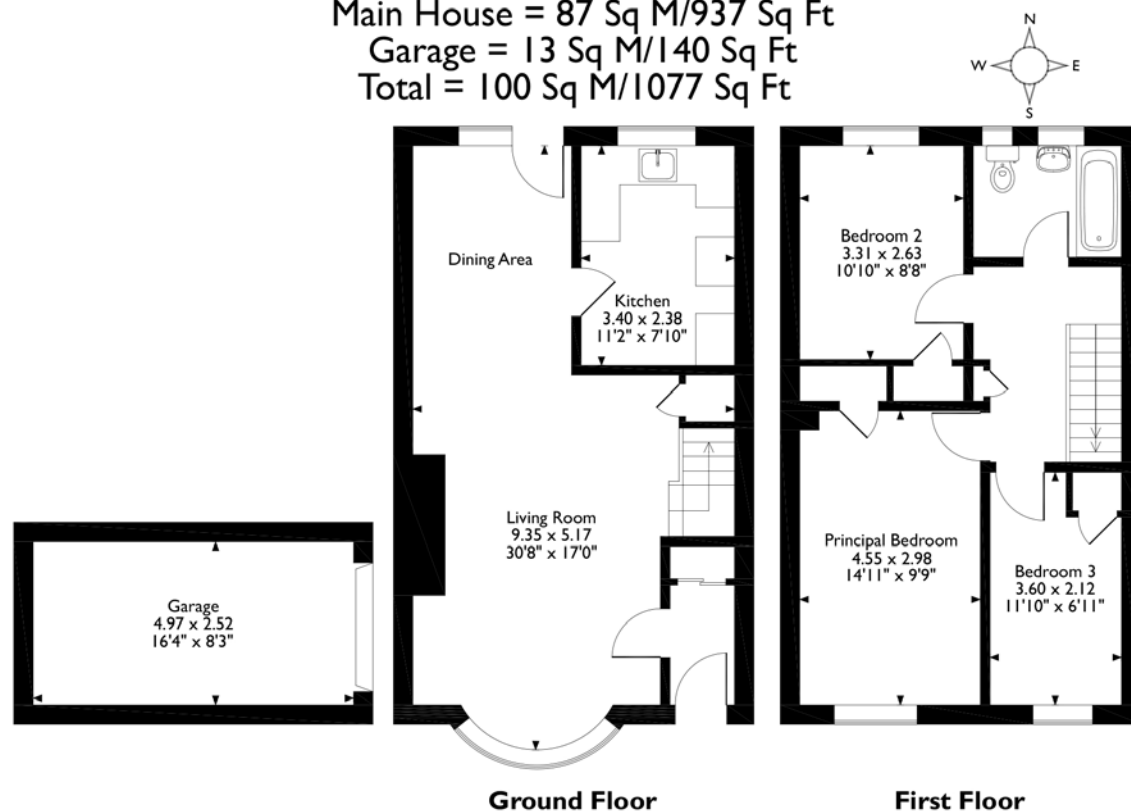 Main House = 87 Sq M/937 Sq Ft
Garage = 13 Sq M/140 Sq Ft
Total = 100 Sq M/1077 Sq Ft
N
W
E
S
Dining Area
Kitchen
3.40 x 2.38
11'2" x 7'10"
Living Room
9.35 x 5.17
30'8" x 17'0"
Garage
4.97 x 2.52
16'4" x 8'3"
Ground Floor
Bedroom 2
3.31 x 2.63
10'10" x 8'8"
Principal Bedroom
4.55 x 2.98
14'11" x 9'9"
Bedroom 3
3.60 x 2.12
11'10" x 6'11"
First Floor